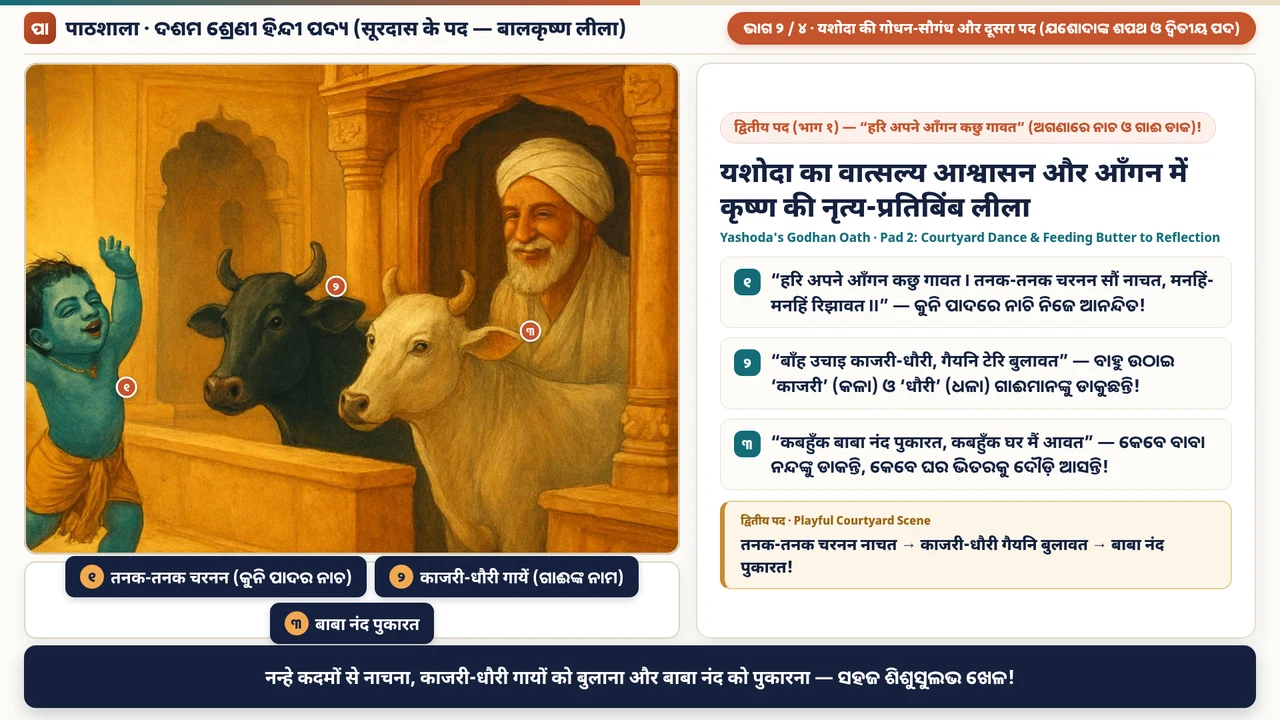 ପା पाठशाला · ଦଶମ ଶ୍ରେଣୀ ହିନ୍ଦୀ ପଦ୍ୟ (सूरदास के पद — बालकृष्ण लीला)
ଭାଗ ୨ / ୪ · यशोदा की गोधन-सौगंध और दूसरा पद (ଯଶୋଦାଙ୍କ ଶପଥ ଓ ଦ୍ୱିତୀୟ ପଦ)
୧
୨
୩
୧ तनक-तनक चरनन (କୁନି ପାଦର ନାଚ)
୨ काजरी-धौरी गायें (ଗାଈଙ୍କ ନାମ)
୩ बाबा नंद पुकारत
द्वितीय पद (भाग १) — “हरि अपने आँगन कछु गावत” (ଅଗଣାରେ ନାଚ ଓ ଗାଈ ଡାକ)!
यशोदा का वात्सल्य आश्वासन और आँगन में
कृष्ण की नृत्य-प्रतिबिंब लीला
Yashoda's Godhan Oath · Pad 2: Courtyard Dance & Feeding Butter to Reflection
୧ “हरि अपने आँगन कछु गावत। तनक-तनक चरनन सौं नाचत, मनहिं-
मनहिं रिझावत॥” — କୁନି ପାଦରେ ନାଚି ନିଜେ ଆନନ୍ଦିତ!
୨ “बाँह उचाइ काजरी-धौरी, गैयनि टेरि बुलावत” — ବାହୁ ଉଠାଇ
‘काजरी’ (କଳା) ଓ ‘धौरी’ (ଧଳା) ଗାଈମାନଙ୍କୁ ଡାକୁଛନ୍ତି!
୩ “कबहुँक बाबा नंद पुकारत, कबहुँक घर मैं आवत” — କେବେ ବାବା
ନନ୍ଦଙ୍କୁ ଡାକନ୍ତି, କେବେ ଘର ଭିତରକୁ ଦୌଡ଼ି ଆସନ୍ତି!
द्वितीय पद · Playful Courtyard Scene
तनक-तनक चरनन नाचत → काजरी-धौरी गैयनि बुलावत → बाबा नंद
पुकारत!
नन्हे कदमों से नाचना, काजरी-धौरी गायों को बुलाना और बाबा नंद को पुकारना — ସହଜ ଶିଶୁସୁଲଭ ଖେଳ!